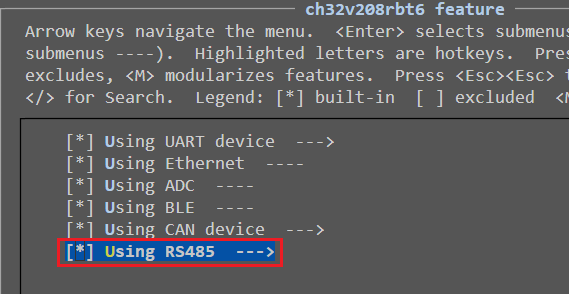 ch32v208rbt6 feature
Arrow keys navigate the menu.  <Enter> selects submenus
submenus ----).  Highlighted letters are hotkeys.  Pres
excludes, <M> modularizes features.  Press <Esc><Esc> t
</> for Search.  Legend: [*] built-in  [ ] excluded  <M
[*] Using UART device  --->
[*] Using Ethernet  ----
[*] Using ADC  ----
[*] Using BLE  ----
[*] Using CAN device  --->
[*] Using RS485  --->